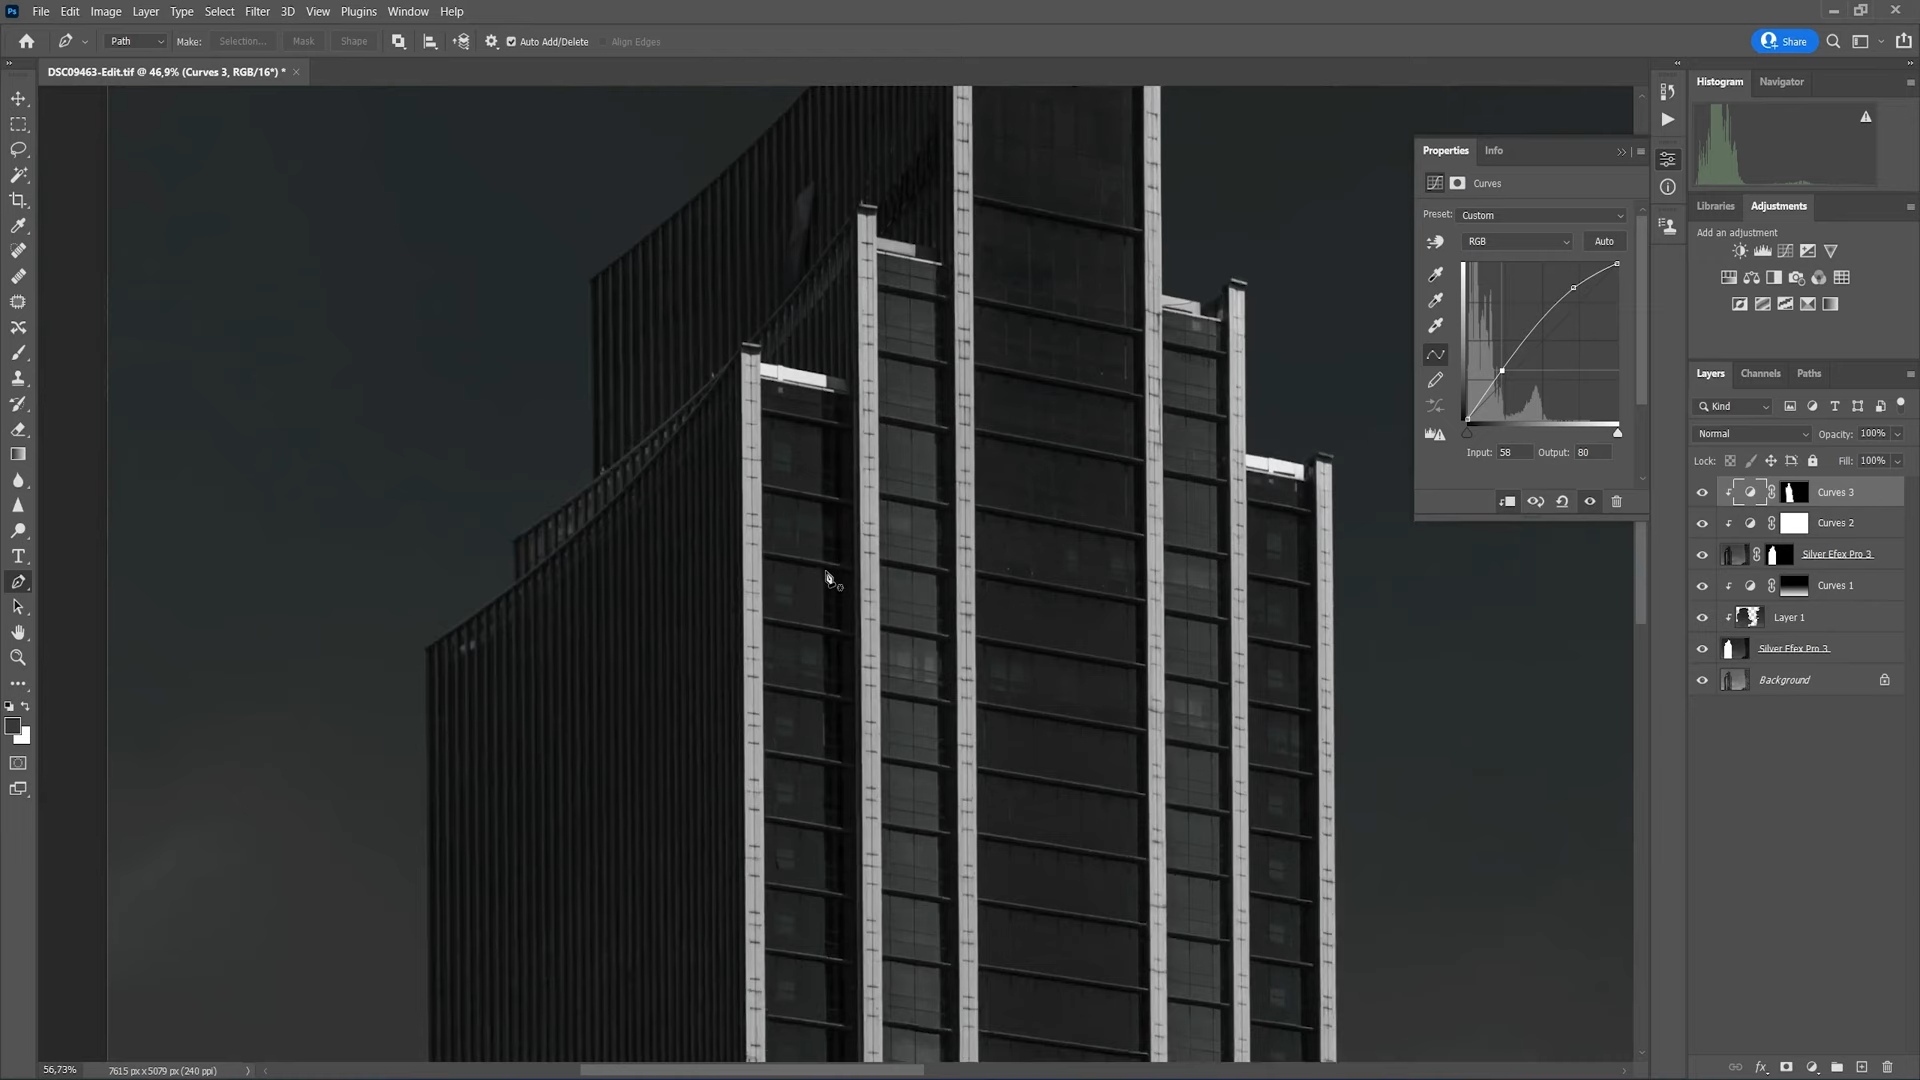 Ps File Edit Image Layer Type Select Filter 3D View Plugins Window Help
Path Make: Selection... Mask Shape Auto Add/Delete Align Edges Share
DSC09463-Edit.tif @ 46,9% (Curves 3, RGB/16*) * ×
Histogram Navigator
Properties Info
Curves
Preset: Custom
RGB Auto
Input: 58 Output: 80
Libraries Adjustments
Add an adjustment
Layers Channels Paths
Kind
Normal Opacity: 100%
Lock: Fill: 100%
Curves 3
Curves 2
Silver Efex Pro 3
Curves 1
Layer 1
Silver Efex Pro 3
Background
fx
56,73% 7615 px x 5079 px (240 ppi)